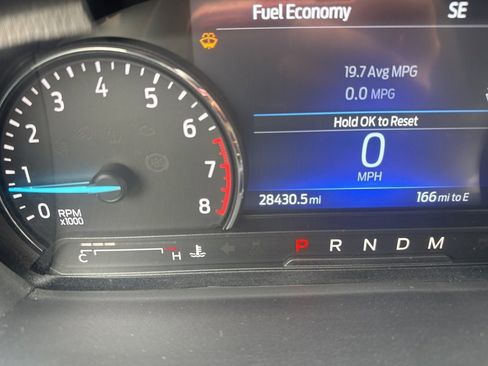 Fuel Economy SE
19.7 Avg MPG
0.0 MPG
Hold OK to Reset
0
MPH
28430.5 mi 166 mi to E
0 1 2 3 4 5 6 7 8
RPM
x1000
C H
P R N D M